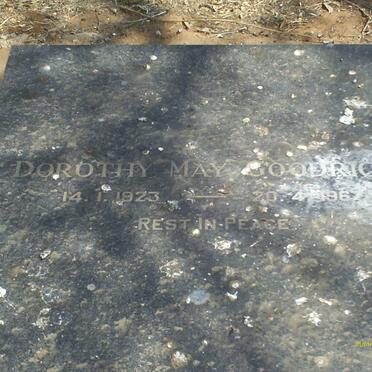 DOROTHY MAY GOODRIC
14. 1. 1923 — 
REST IN PEACE